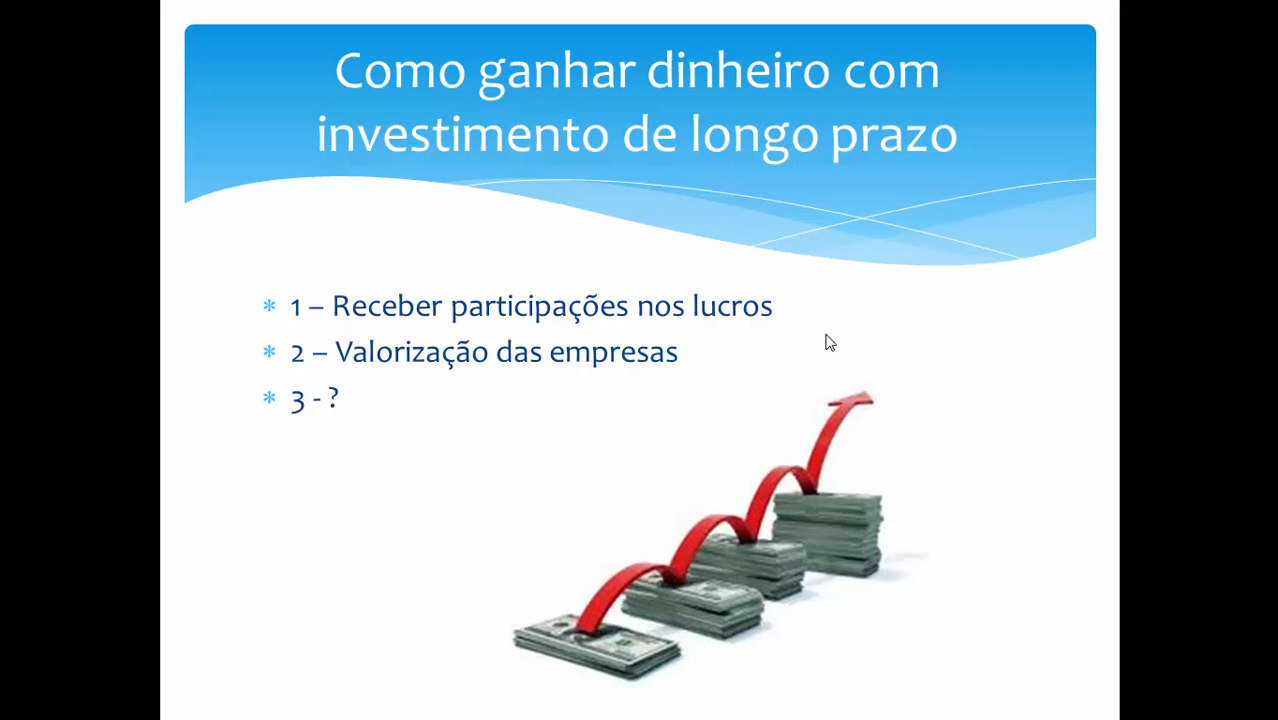 Como ganhar dinheiro com
investimento de longo prazo
* 1 – Receber participações nos lucros
* 2 – Valorização das empresas
* 3 - ?